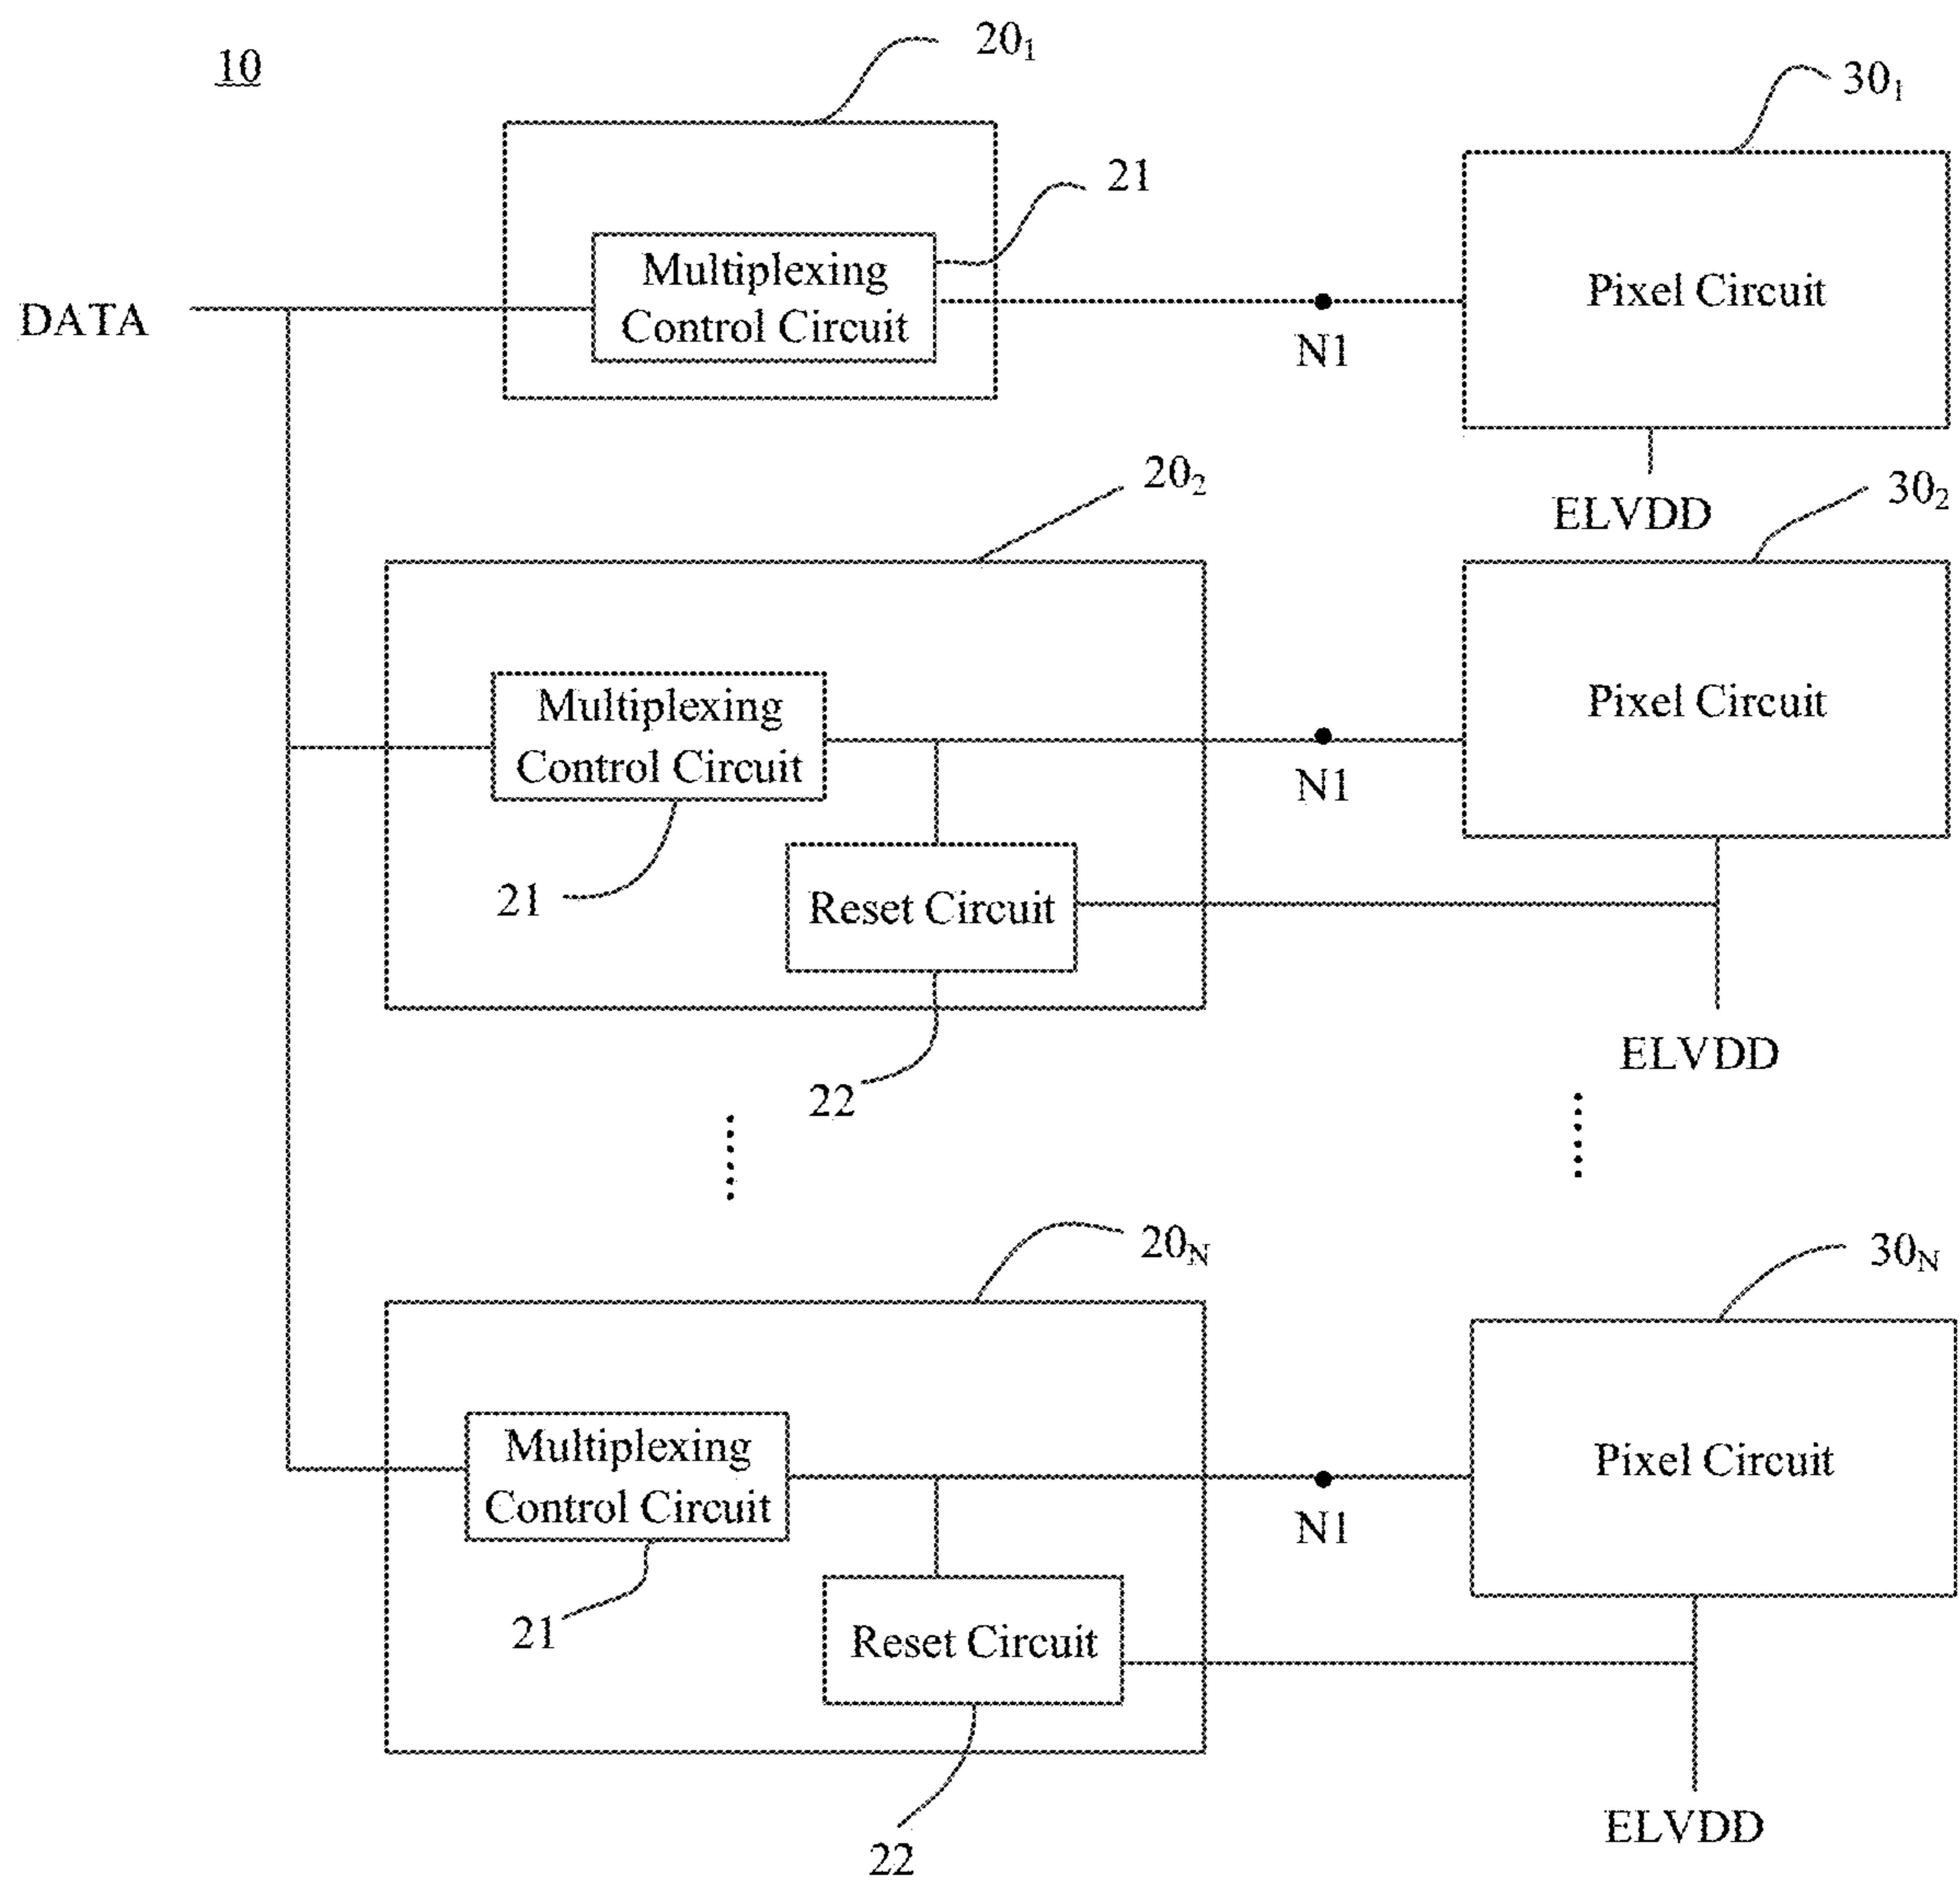 10
20₁
30₁
21
Multiplexing
Control Circuit
Pixel Circuit
DATA
N1
ELVDD
20₂
30₂
Multiplexing
Control Circuit
Pixel Circuit
N1
21
Reset Circuit
22
ELVDD
20N
30N
Multiplexing
Control Circuit
Pixel Circuit
N1
21
Reset Circuit
22
ELVDD